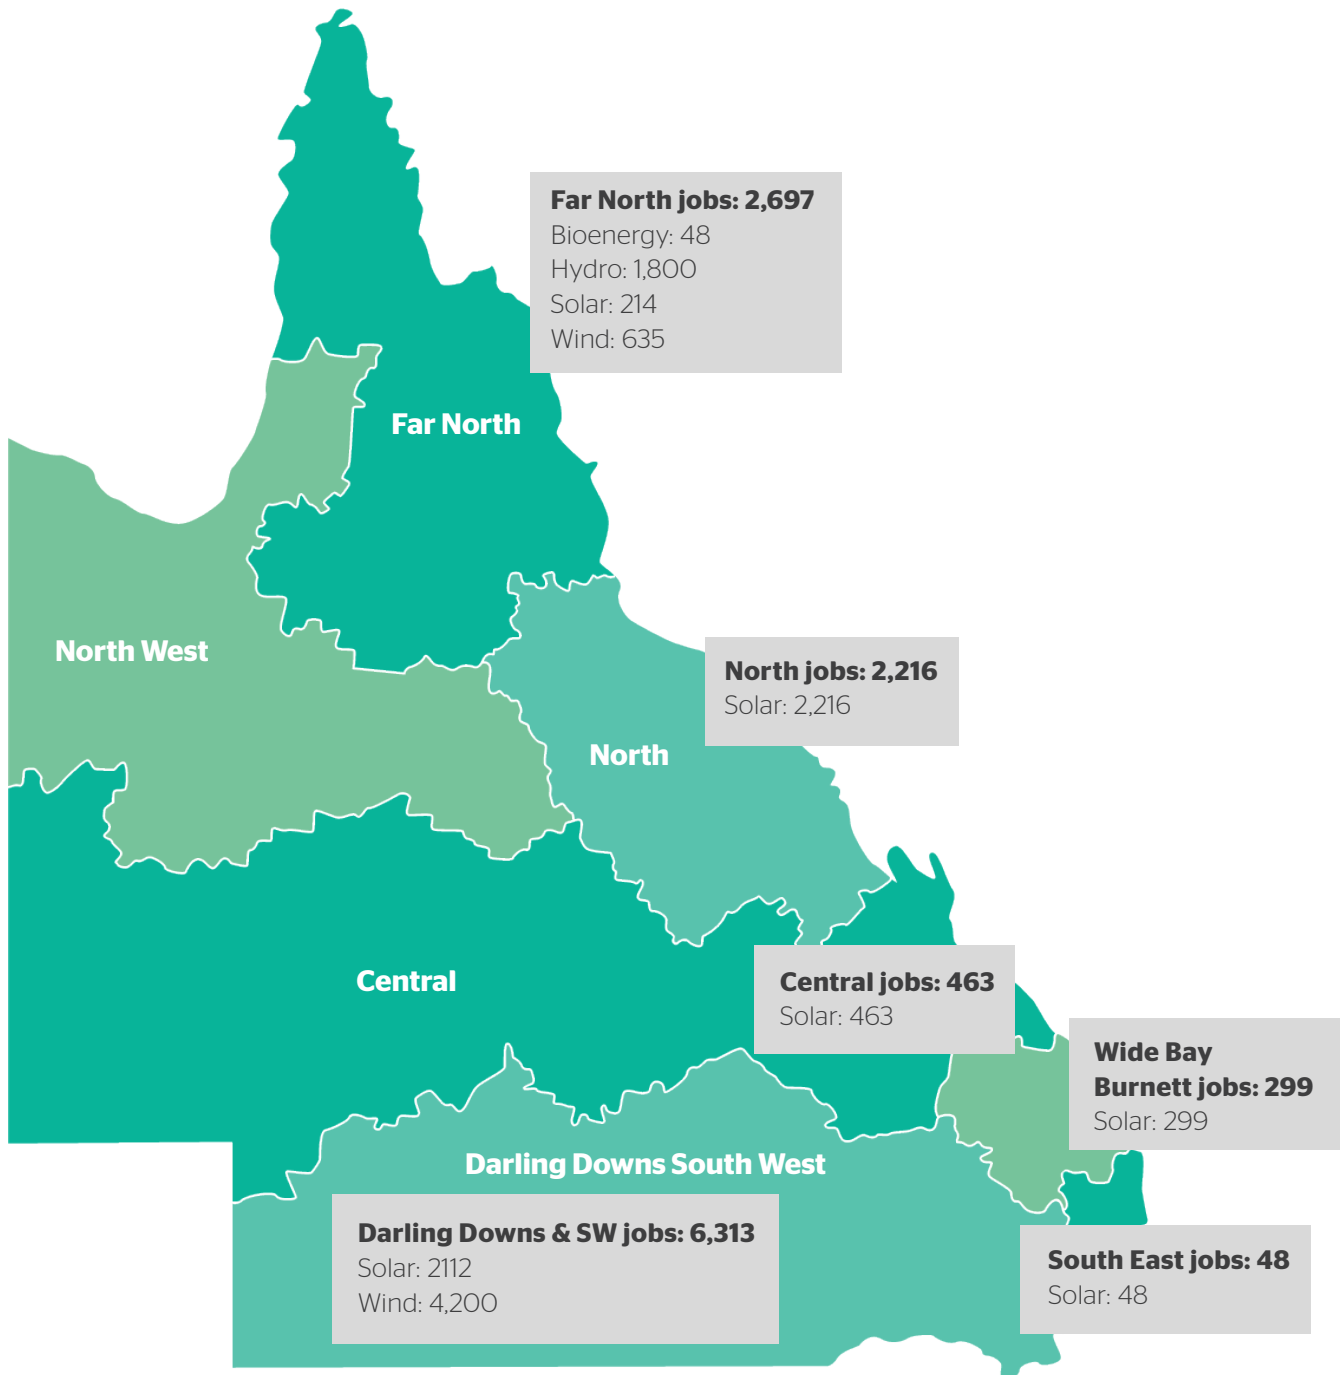 Far North jobs: 2,697
Bioenergy: 48
Hydro: 1,800
Solar: 214
Wind: 635
Far North
North West
North jobs: 2,216
Solar: 2,216
North
Central
Central jobs: 463
Solar: 463
Wide Bay
Burnett jobs: 299
Solar: 299
Darling Downs South West
Darling Downs & SW jobs: 6,313
Solar: 2112
Wind: 4,200
South East jobs: 48
Solar: 48